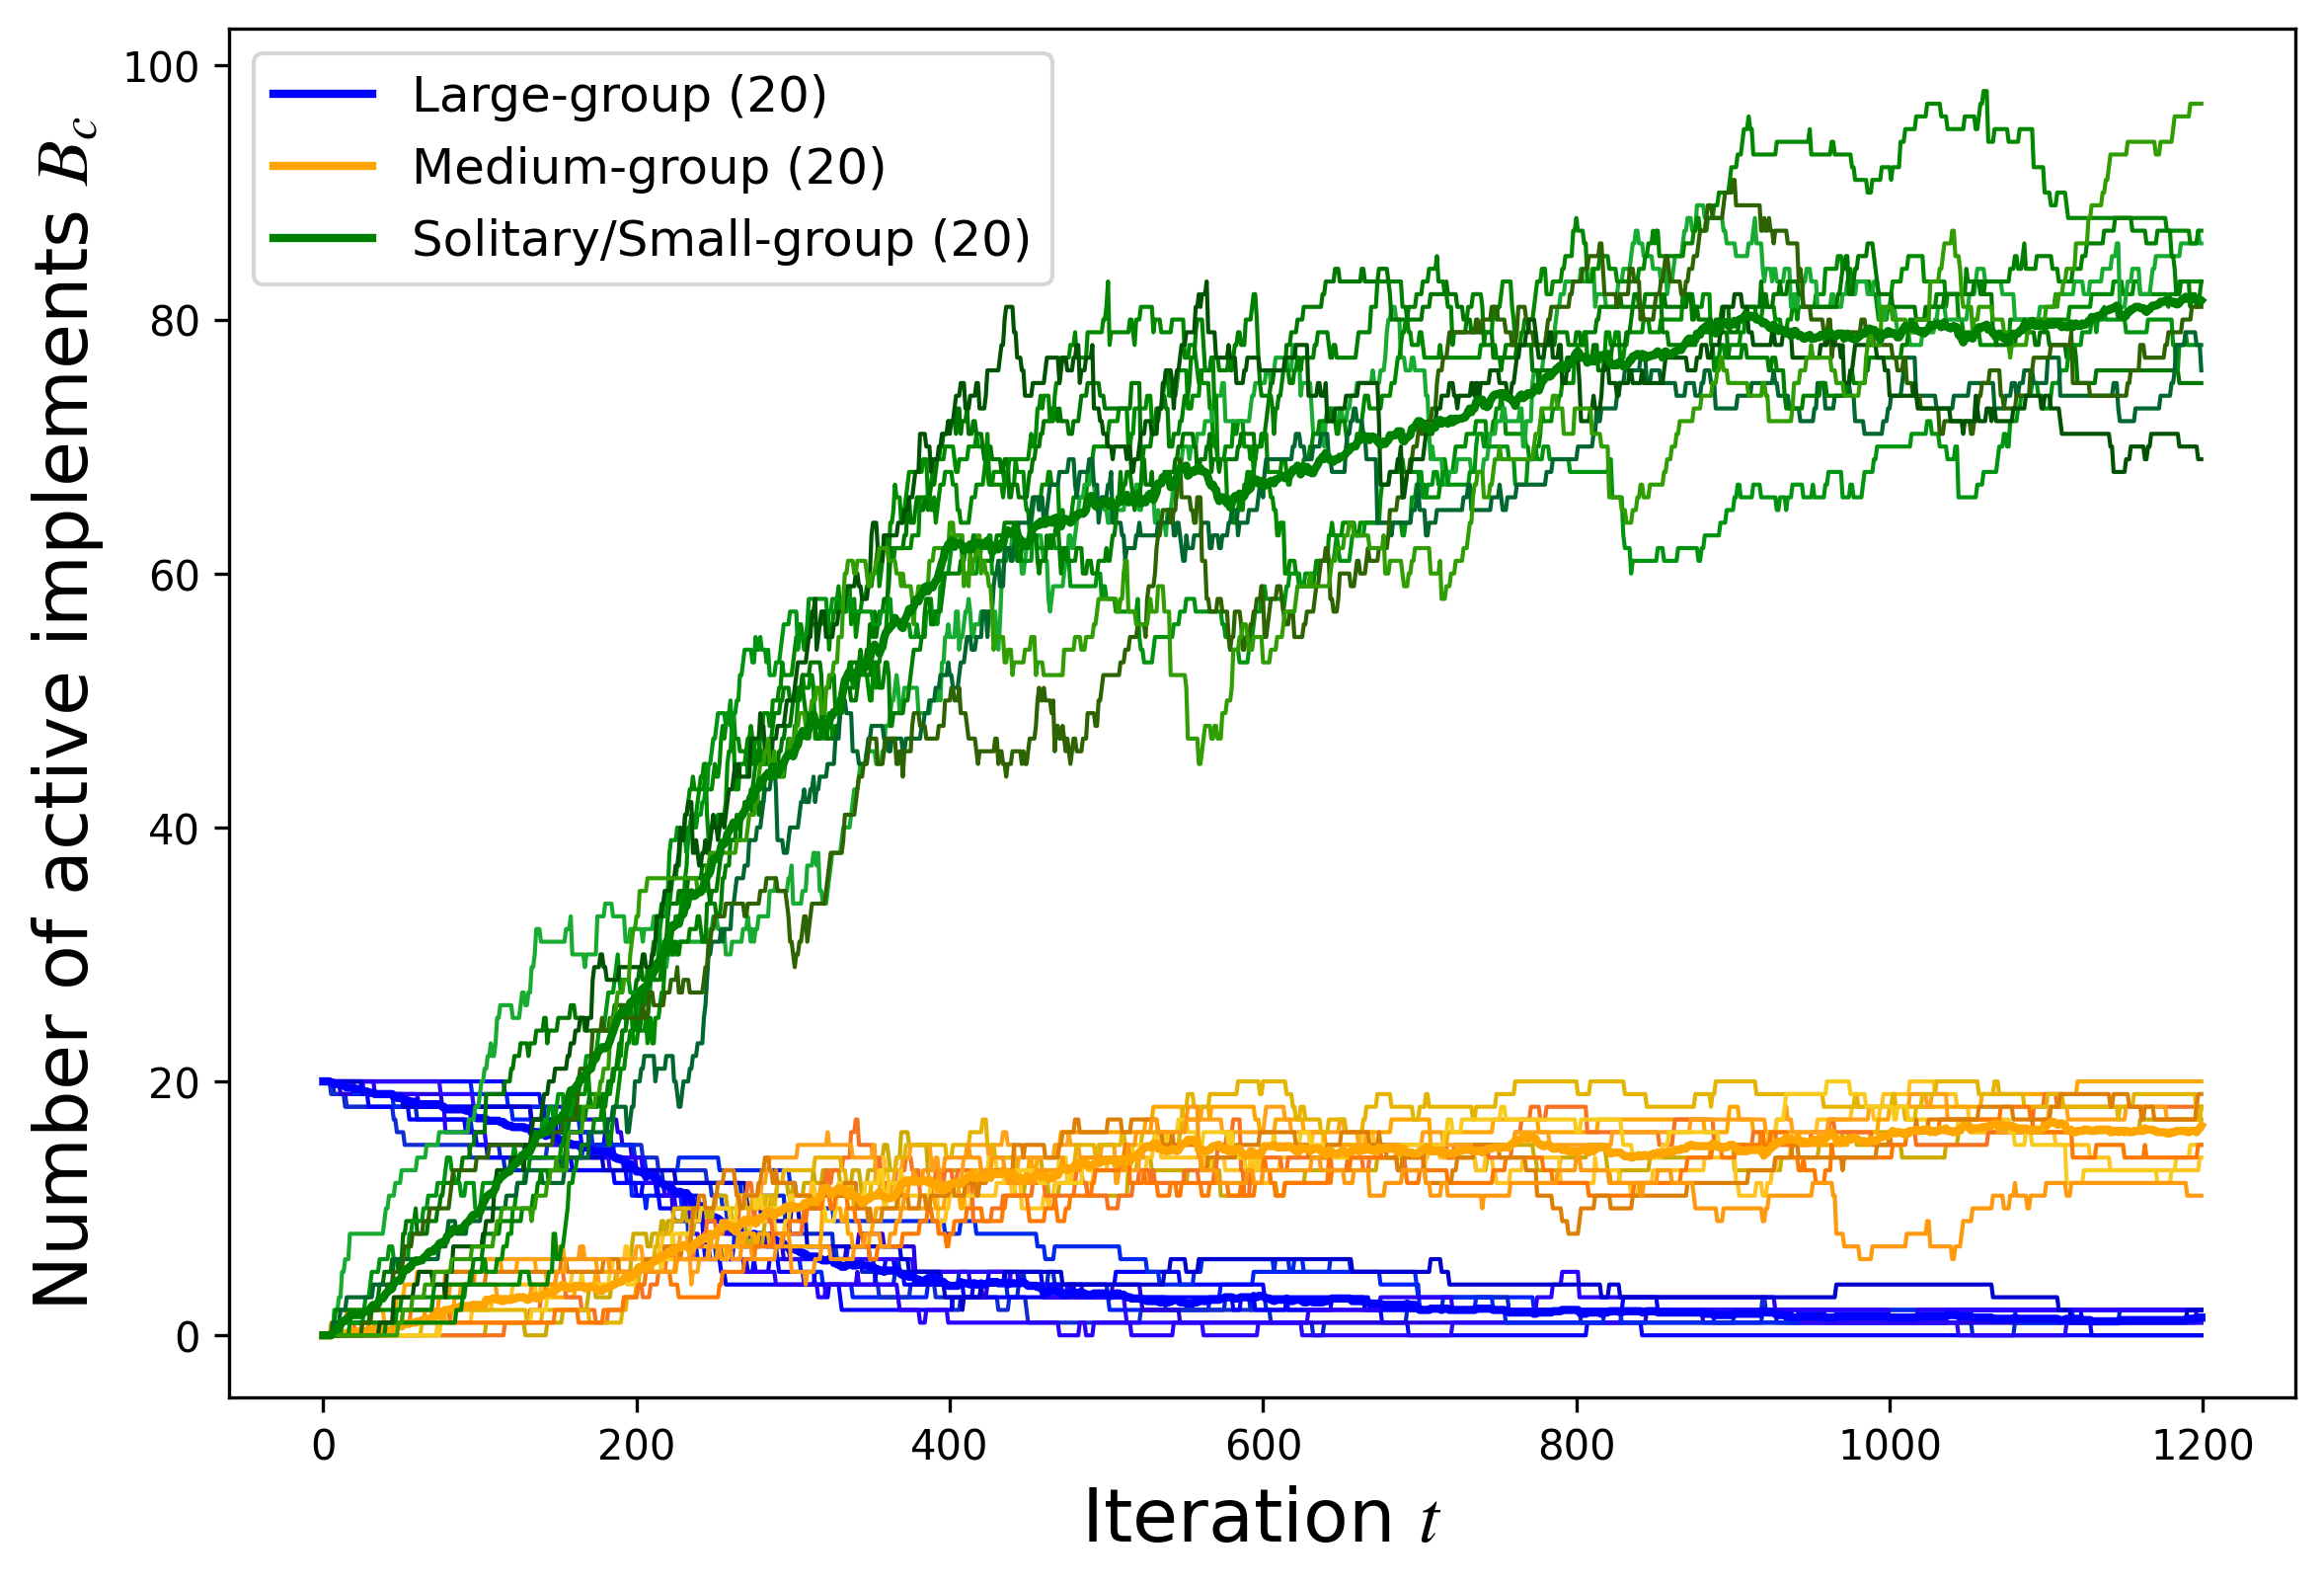 Number of active implements B_c
100
80
60
40
20
0
Large-group (20)
Medium-group (20)
Solitary/Small-group (20)
0 200 400 600 800 1000 1200
Iteration t